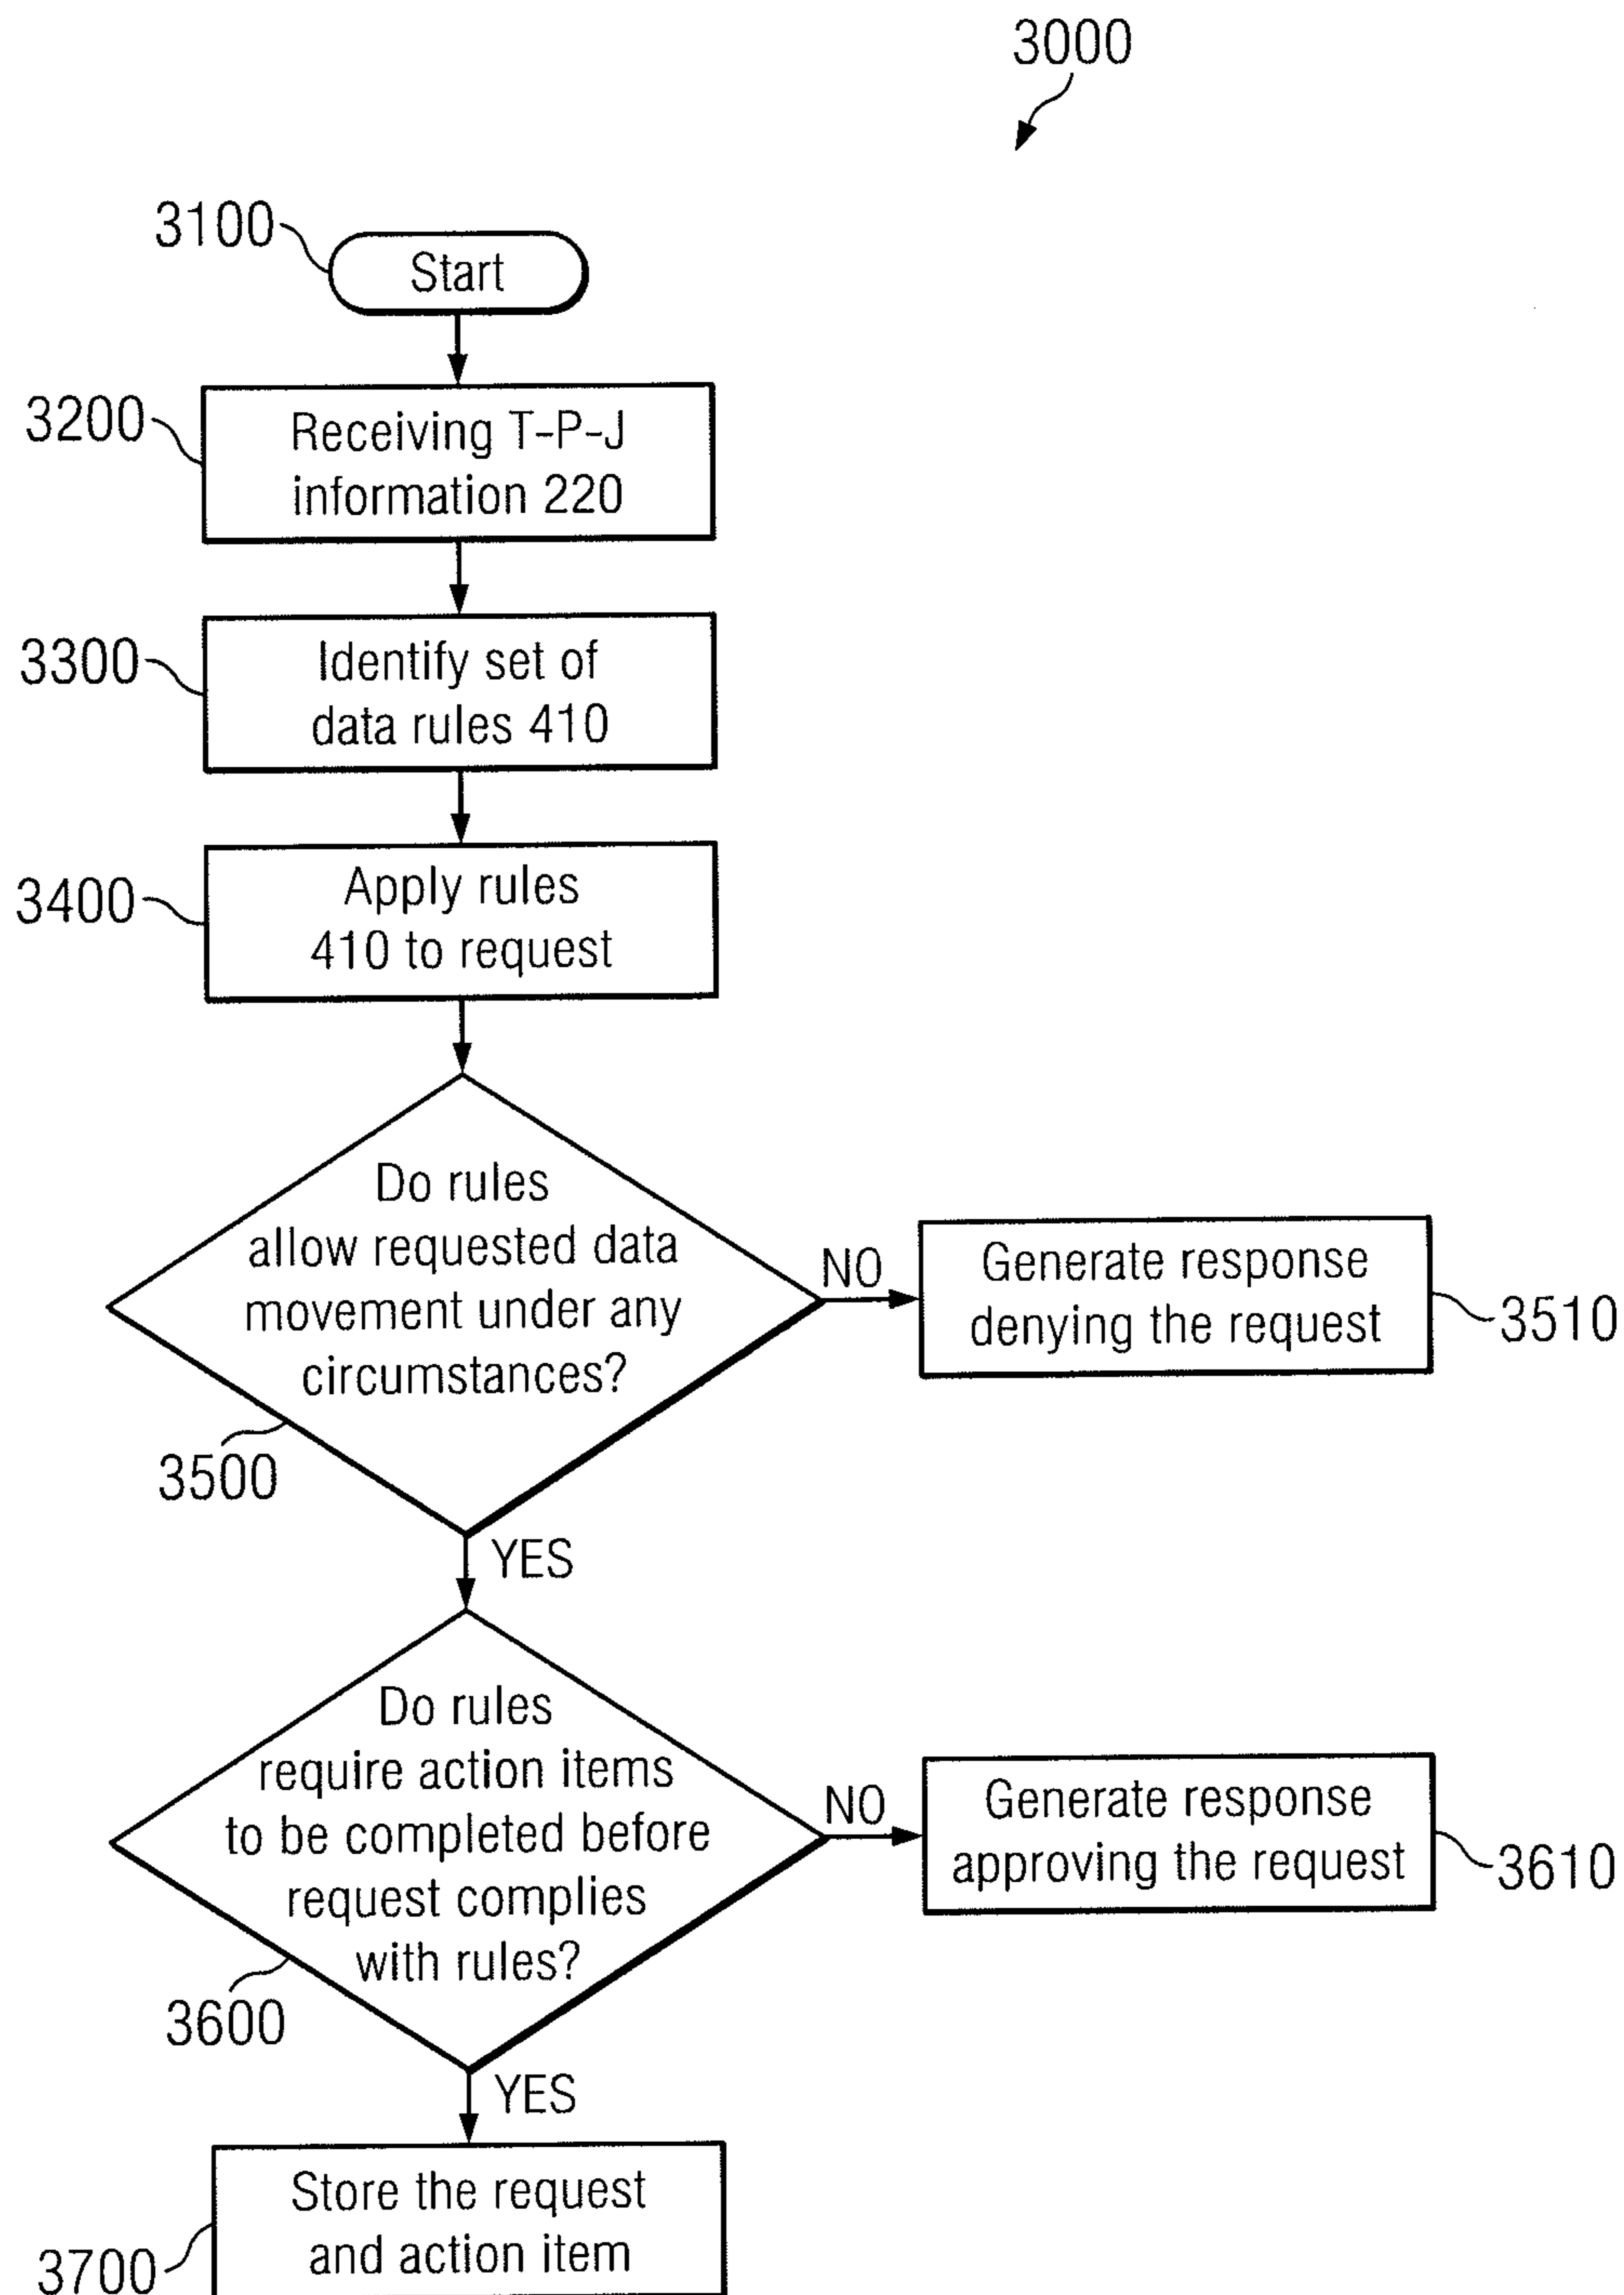 3000
3100
Start
3200
Receiving T-P-J
information 220
3300
Identify set of
data rules 410
3400
Apply rules
410 to request
Do rules
allow requested data
movement under any
circumstances?
NO
Generate response
denying the request
3510
3500
YES
Do rules
require action items
to be completed before
request complies
with rules?
NO
Generate response
approving the request
3610
3600
YES
Store the request
and action item
3700